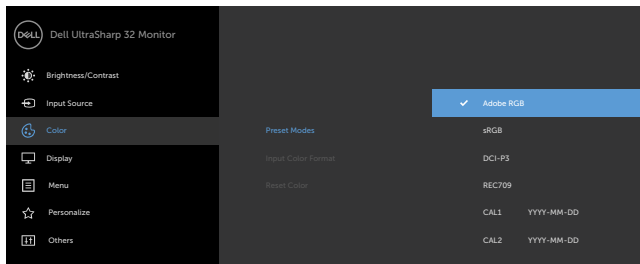 DELL Dell UltraSharp 32 Monitor
Brightness/Contrast
Input Source
Adobe RGB
Color
Preset Modes
sRGB
Display
Input Color Format
DCI-P3
Menu
Reset Color
REC709
Personalize
CAL1 YYYY-MM-DD
Others
CAL2 YYYY-MM-DD